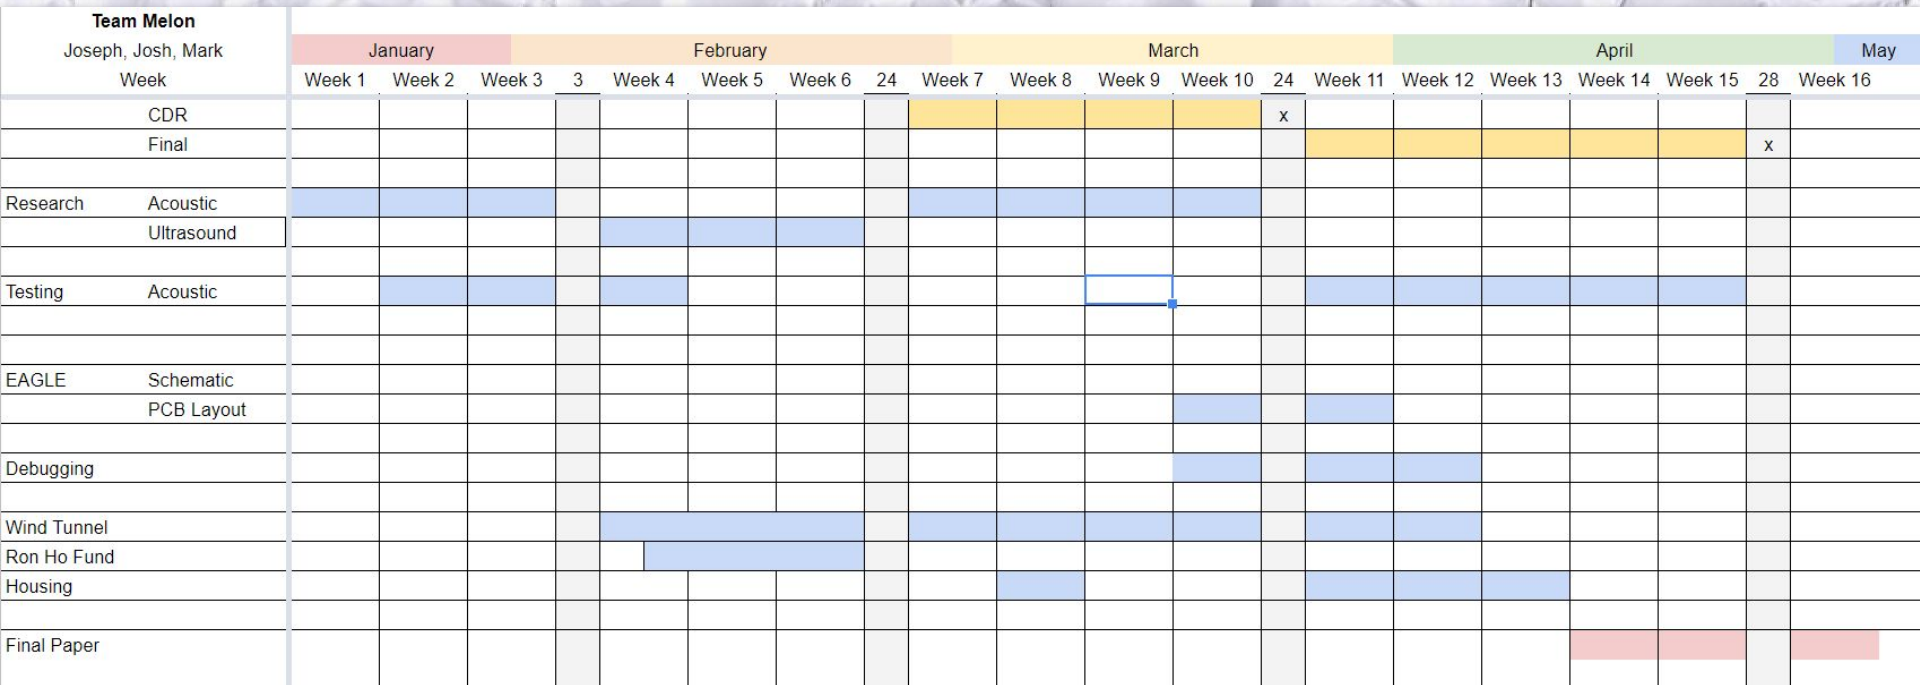 Team Melon
Joseph, Josh, Mark January February March April May
Week Week 1 Week 2 Week 3 3 Week 4 Week 5 Week 6 24 Week 7 Week 8 Week 9 Week 10 24 Week 11 Week 12 Week 13 Week 14 Week 15 28 Week 16
CDR x
Final x
Research Acoustic
Ultrasound
Testing Acoustic
EAGLE Schematic
PCB Layout
Debugging
Wind Tunnel
Ron Ho Fund
Housing
Final Paper